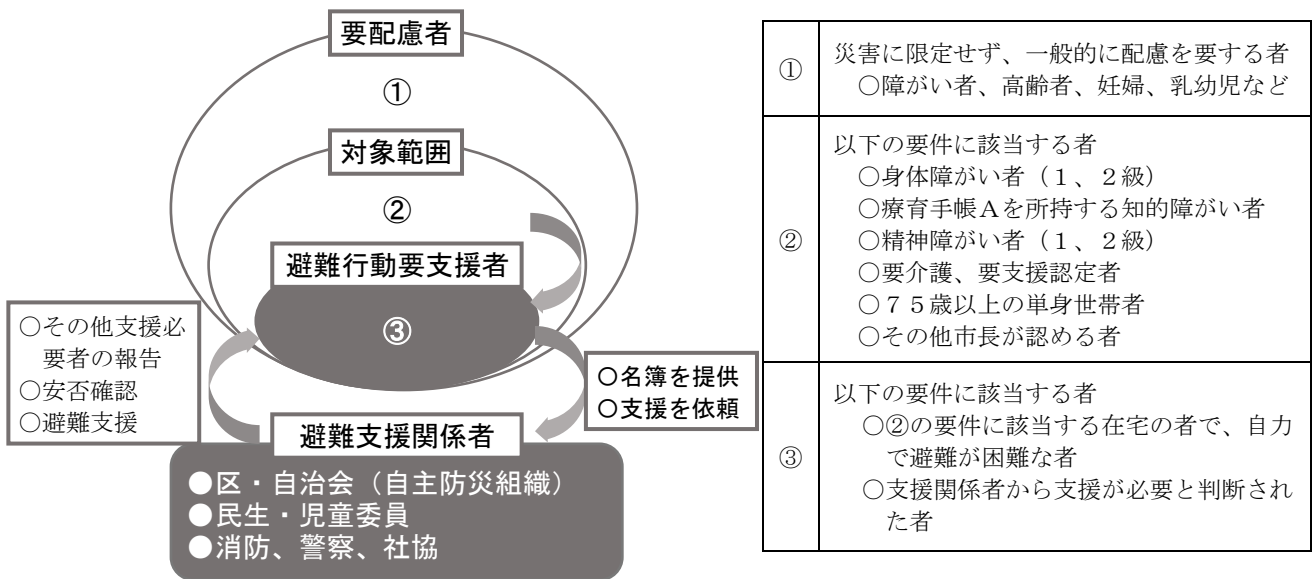 要配慮者
①
対象範囲
②
避難行動要支援者
③
○その他支援必
要者の報告
○安否確認
○避難支援
○名簿を提供
○支援を依頼
避難支援関係者
●区・自治会（自主防災組織）
●民生・児童委員
●消防、警察、社協
①
災害に限定せず、一般的に配慮を要する者
○障がい者、高齢者、妊婦、乳幼児など
②
以下の要件に該当する者
○身体障がい者（１、２級）
○療育手帳Ａを所持する知的障がい者
○精神障がい者（１、２級）
○要介護、要支援認定者
○７５歳以上の単身世帯者
○その他市長が認める者
③
以下の要件に該当する者
○②の要件に該当する在宅の者で、自力
で避難が困難な者
○支援関係者から支援が必要と判断され
た者